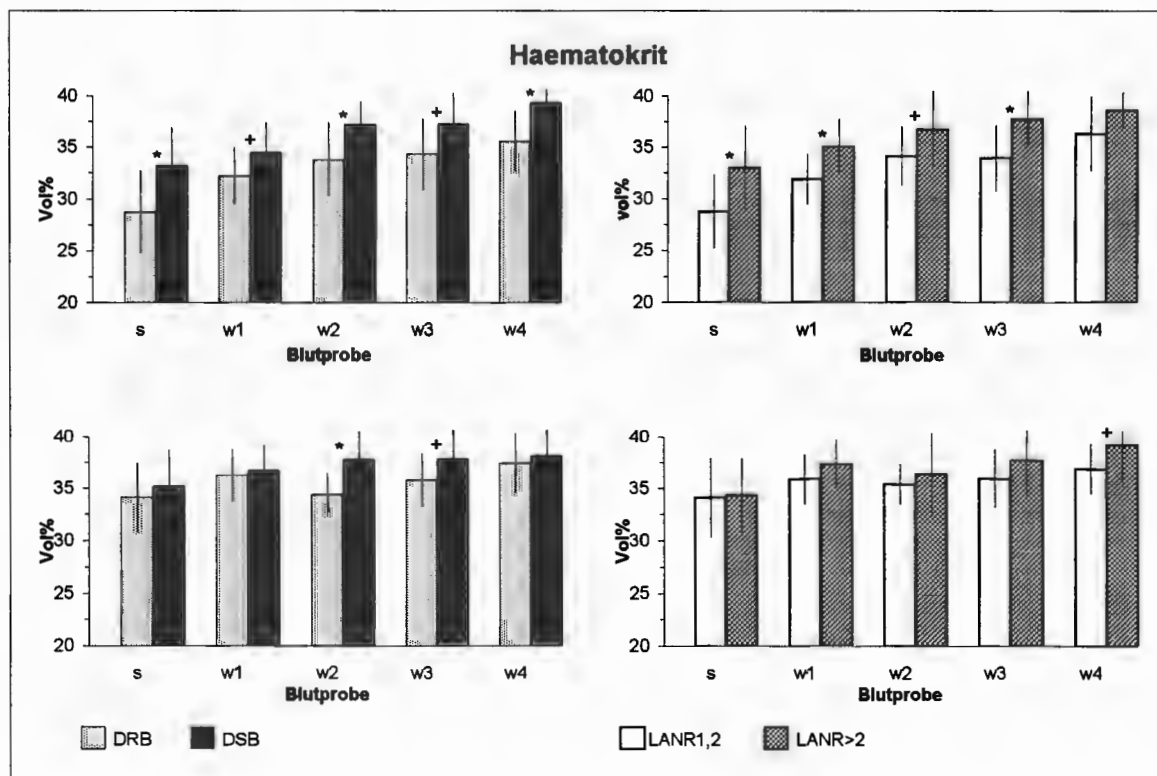 Haematokrit
40
35
30
25
20
Vol%
* + * + *
s w1 w2 w3 w4
Blutprobe
40
35
30
25
20
vol%
* * + *
s w1 w2 w3 w4
Blutprobe
40
35
30
25
20
Vol%
* +
s w1 w2 w3 w4
Blutprobe
40
35
30
25
20
Vol%
+
s w1 w2 w3 w4
Blutprobe
DRB DSB
LANR1,2 LANR>2